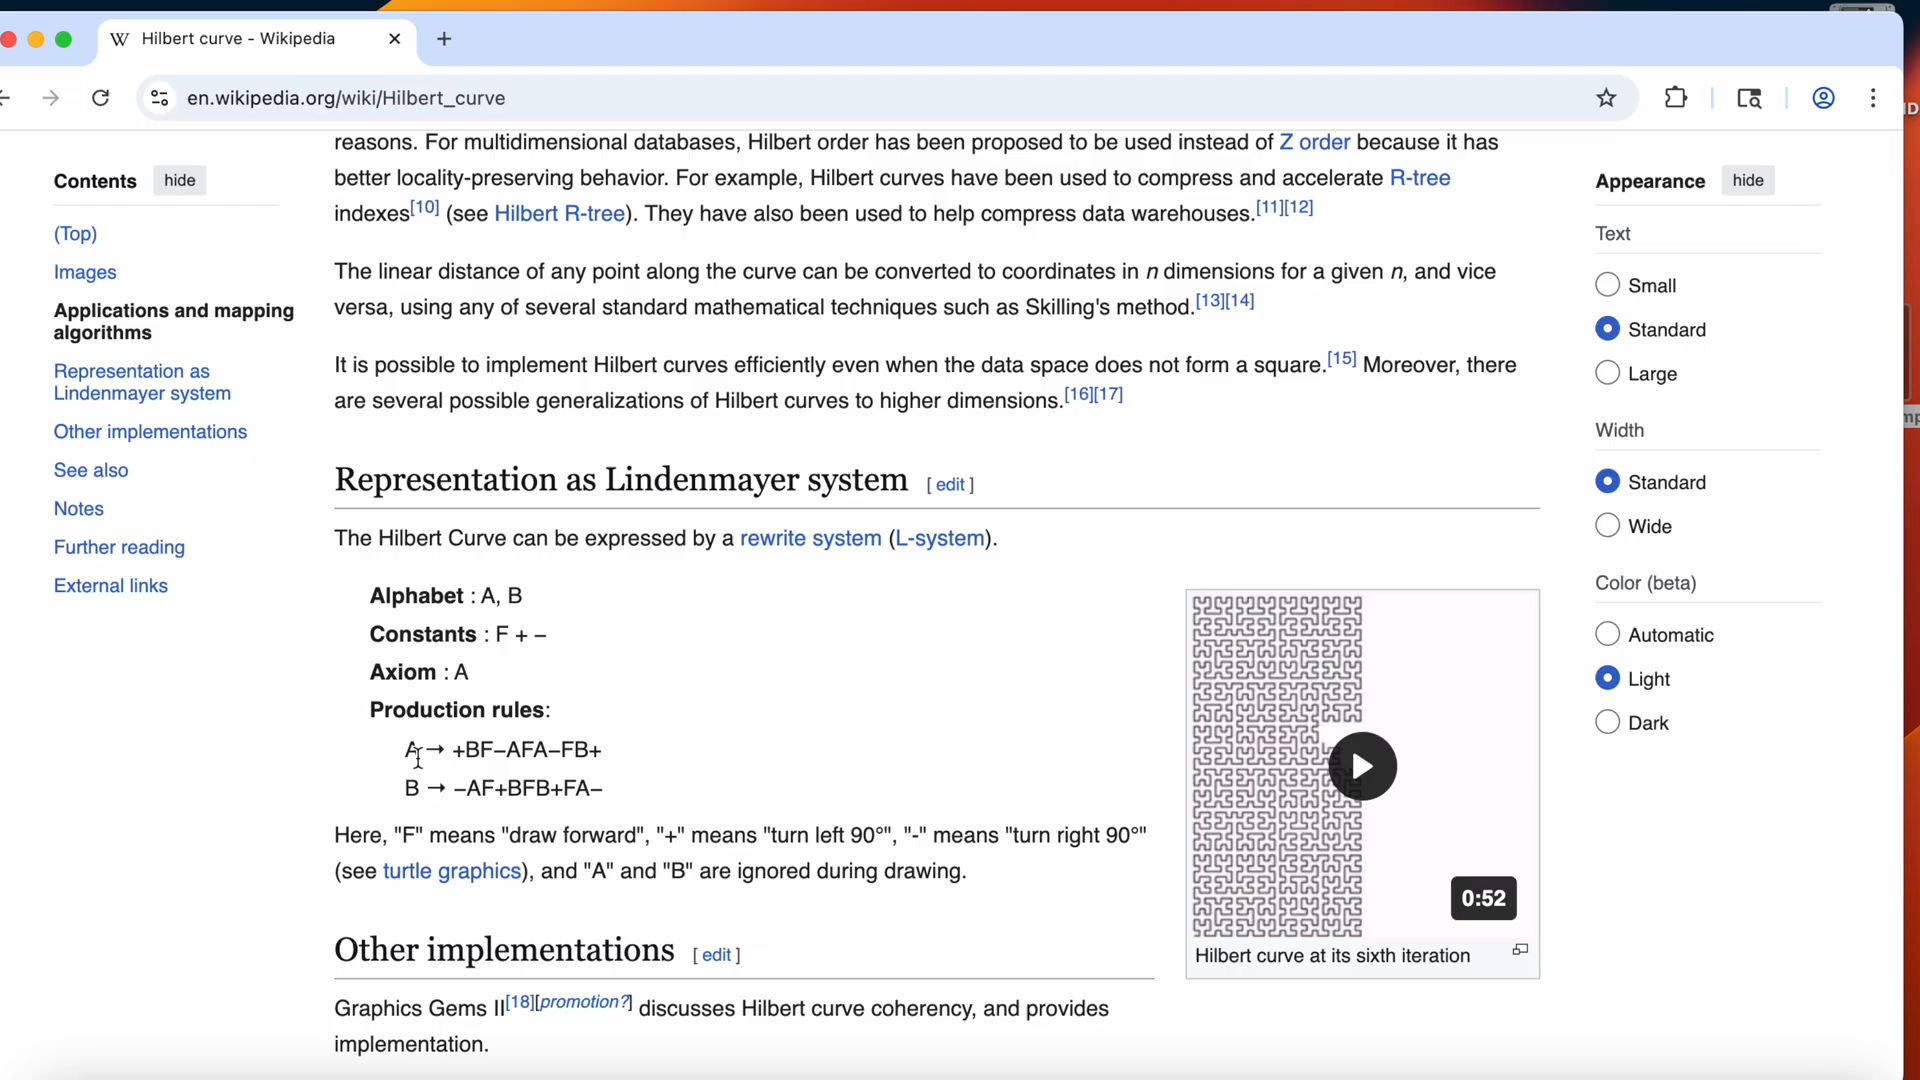 Hilbert curve - Wikipedia
en.wikipedia.org/wiki/Hilbert_curve
Contents hide
(Top)
Images
Applications and mapping
algorithms
Representation as
Lindenmayer system
Other implementations
See also
Notes
Further reading
External links
reasons. For multidimensional databases, Hilbert order has been proposed to be used instead of Z order because it has
better locality-preserving behavior. For example, Hilbert curves have been used to compress and accelerate R-tree
indexes[10] (see Hilbert R-tree). They have also been used to help compress data warehouses.[11][12]
The linear distance of any point along the curve can be converted to coordinates in n dimensions for a given n, and vice
versa, using any of several standard mathematical techniques such as Skilling's method.[13][14]
It is possible to implement Hilbert curves efficiently even when the data space does not form a square.[15] Moreover, there
are several possible generalizations of Hilbert curves to higher dimensions.[16][17]
Representation as Lindenmayer system [ edit ]
The Hilbert Curve can be expressed by a rewrite system (L-system).
Alphabet : A, B
Constants : F + −
Axiom : A
Production rules:
A → +BF−AFA−FB+
B → −AF+BFB+FA−
Here, "F" means "draw forward", "+" means "turn left 90°", "-" means "turn right 90°"
(see turtle graphics), and "A" and "B" are ignored during drawing.
0:52
Hilbert curve at its sixth iteration
Other implementations [ edit ]
Graphics Gems II[18][promotion?] discusses Hilbert curve coherency, and provides
implementation.
Appearance hide
Text
Small
Standard
Large
Width
Standard
Wide
Color (beta)
Automatic
Light
Dark